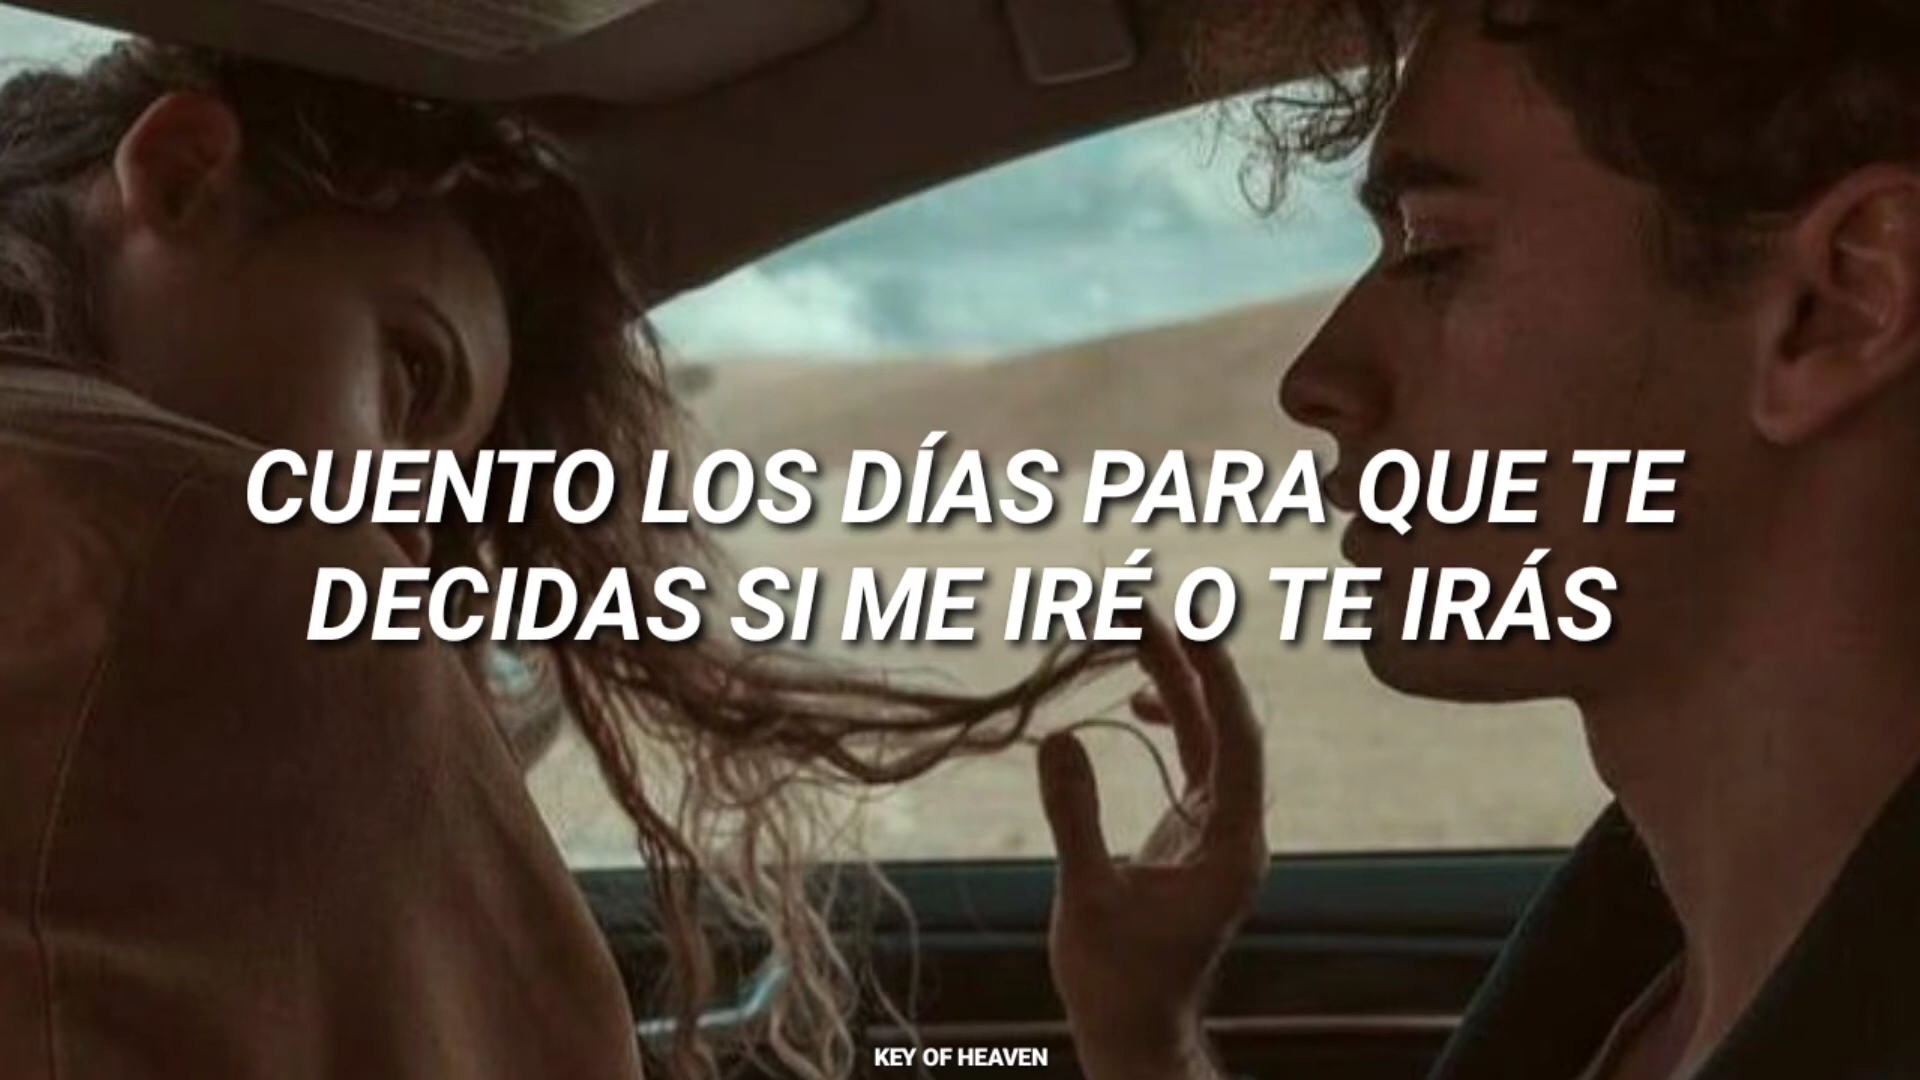 CUENTO LOS DÍAS PARA QUE TE
DECIDAS SI ME IRÉ O TE IRÁS
KEY OF HEAVEN